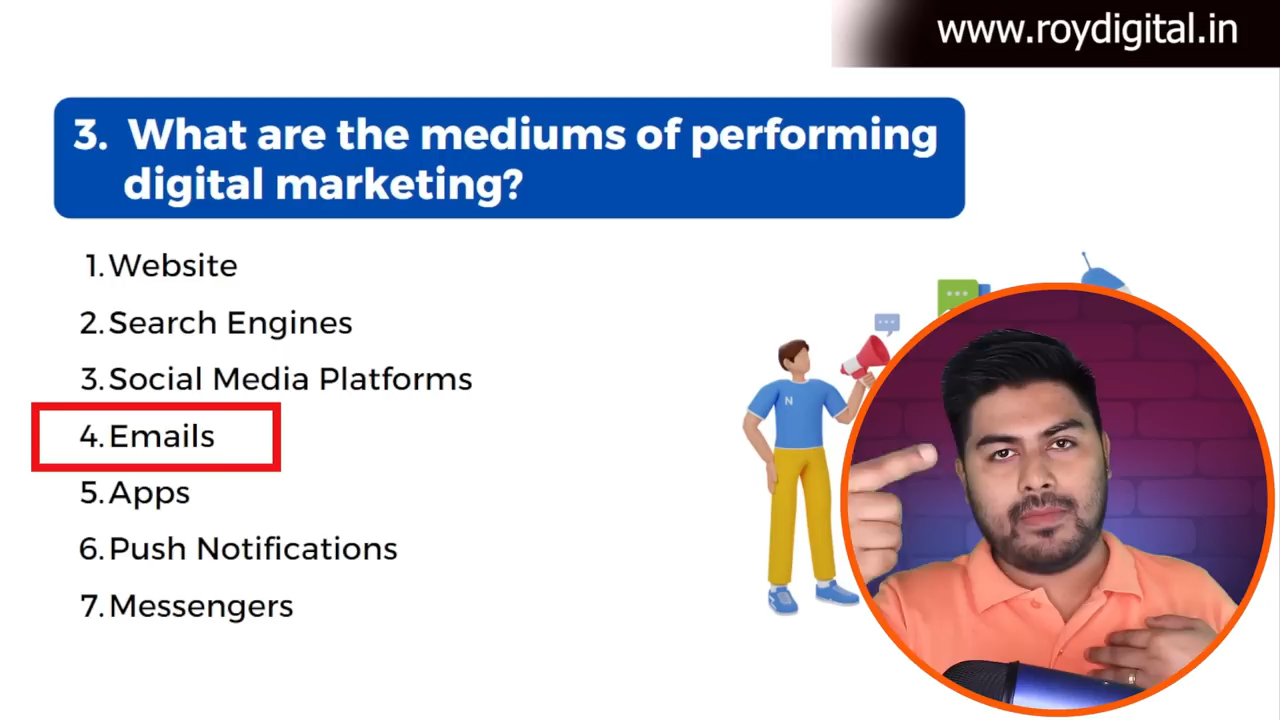 www.roydigital.in
3. What are the mediums of performing
digital marketing?
1. Website
2. Search Engines
3. Social Media Platforms
4. Emails
5. Apps
6. Push Notifications
7. Messengers
N